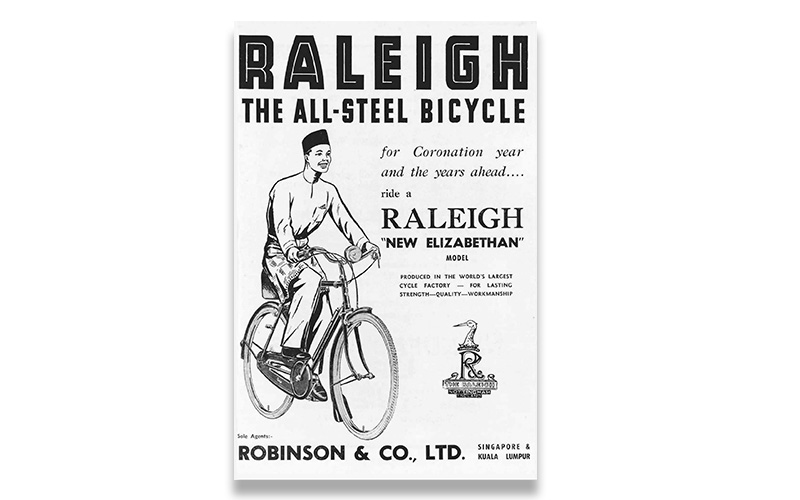 RALEIGH
THE ALL-STEEL BICYCLE
for Coronation year
and the years ahead....
ride a
RALEIGH
"NEW ELIZABETHAN"
MODEL
PRODUCED IN THE WORLD'S LARGEST
CYCLE FACTORY — FOR LASTING
STRENGTH—QUALITY—WORKMANSHIP
R
THE RALEIGH
NOTTINGHAM
ENGLAND
Sole Agents:-
ROBINSON & CO., LTD.
SINGAPORE &
KUALA LUMPUR